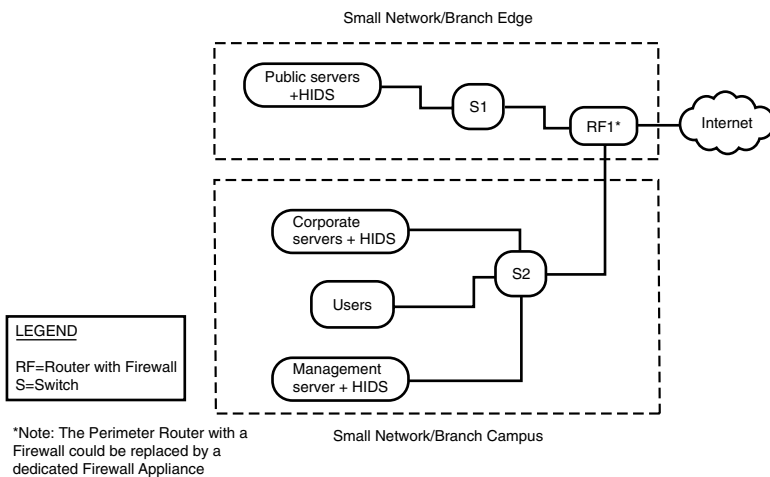 Small Network/Branch Edge
Public servers
+HIDS
S1
RF1*
Internet
Corporate
servers + HIDS
S2
Users
Management
server + HIDS
LEGEND
RF=Router with Firewall
S=Switch
*Note: The Perimeter Router with a
Firewall could be replaced by a
dedicated Firewall Appliance
Small Network/Branch Campus